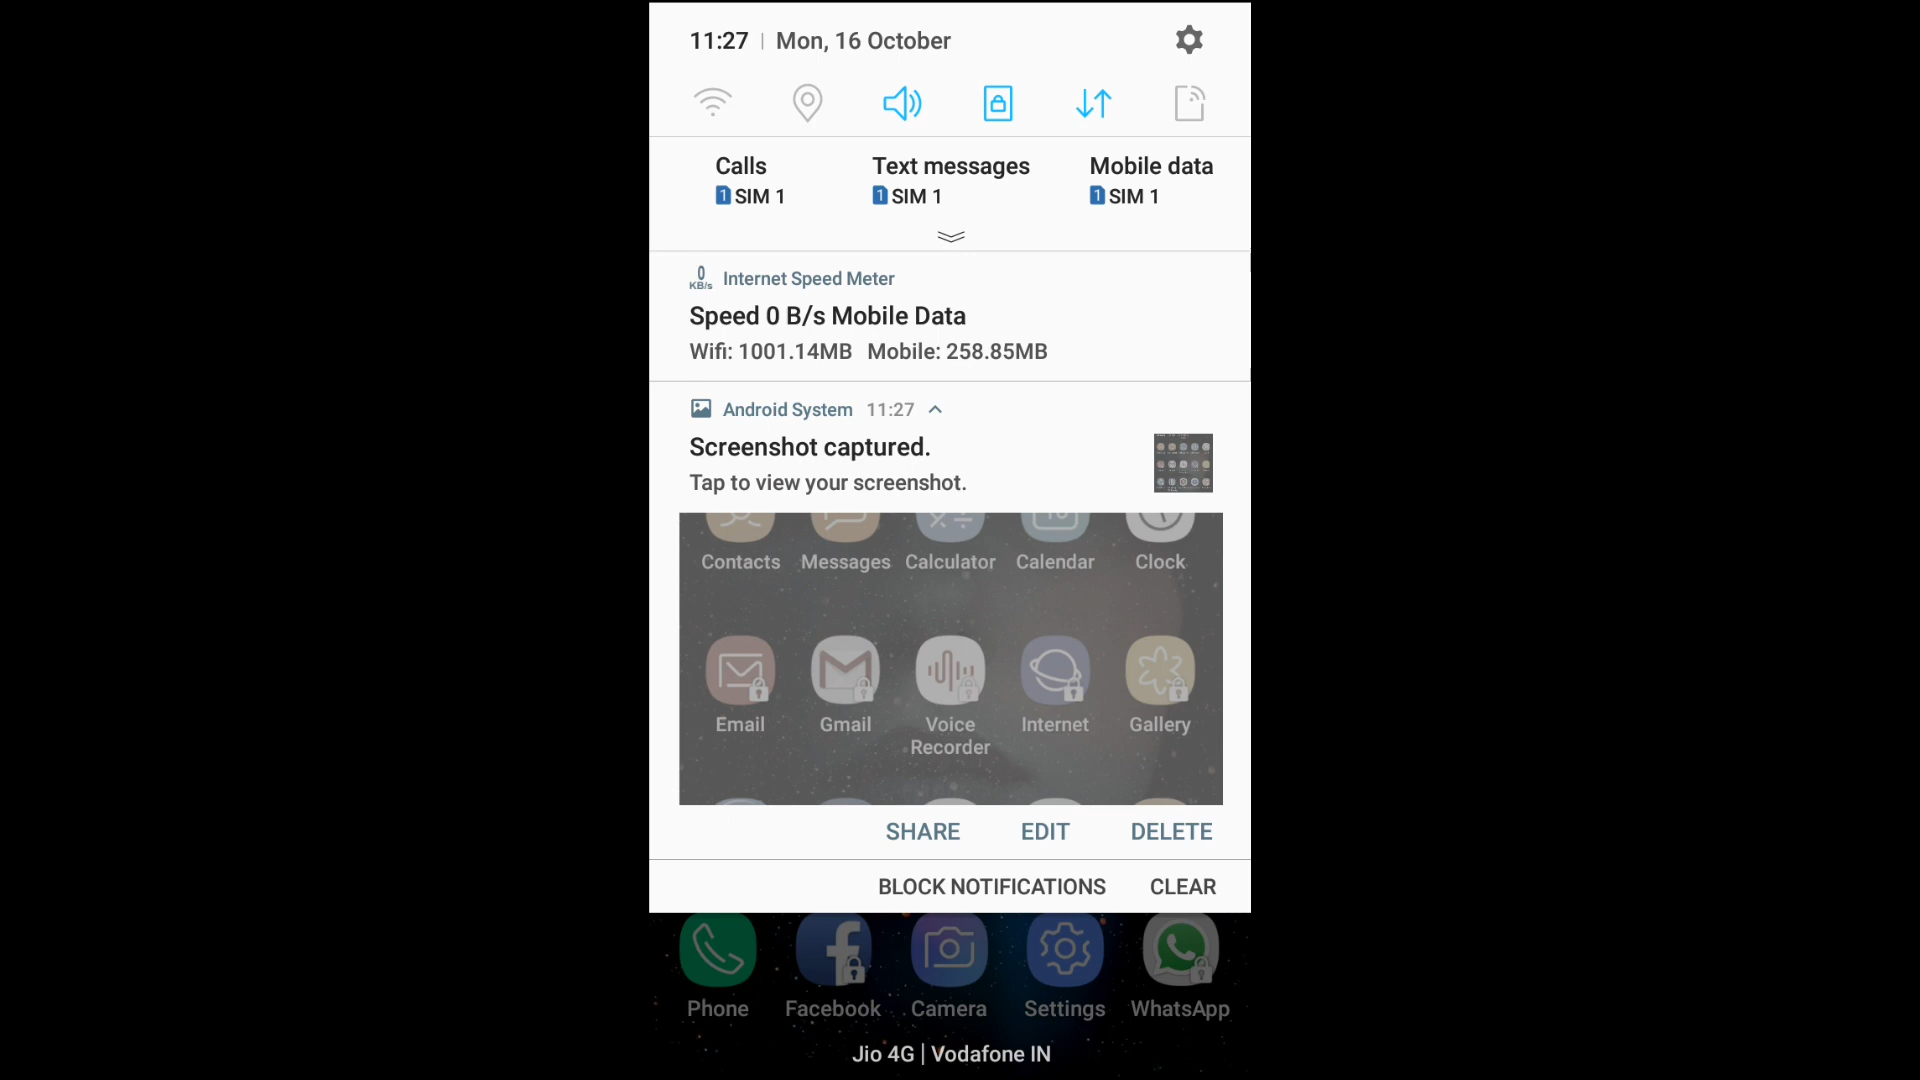 11:27 | Mon, 16 October
Calls
Text messages
Mobile data
1 SIM 1
1 SIM 1
1 SIM 1
0 KB/s Internet Speed Meter
Speed 0 B/s Mobile Data
Wifi: 1001.14MB Mobile: 258.85MB
Android System 11:27
Screenshot captured.
Tap to view your screenshot.
Contacts Messages Calculator Calendar Clock
Email Gmail Voice Recorder Internet Gallery
SHARE EDIT DELETE
BLOCK NOTIFICATIONS CLEAR
Phone Facebook Camera Settings WhatsApp
Jio 4G | Vodafone IN